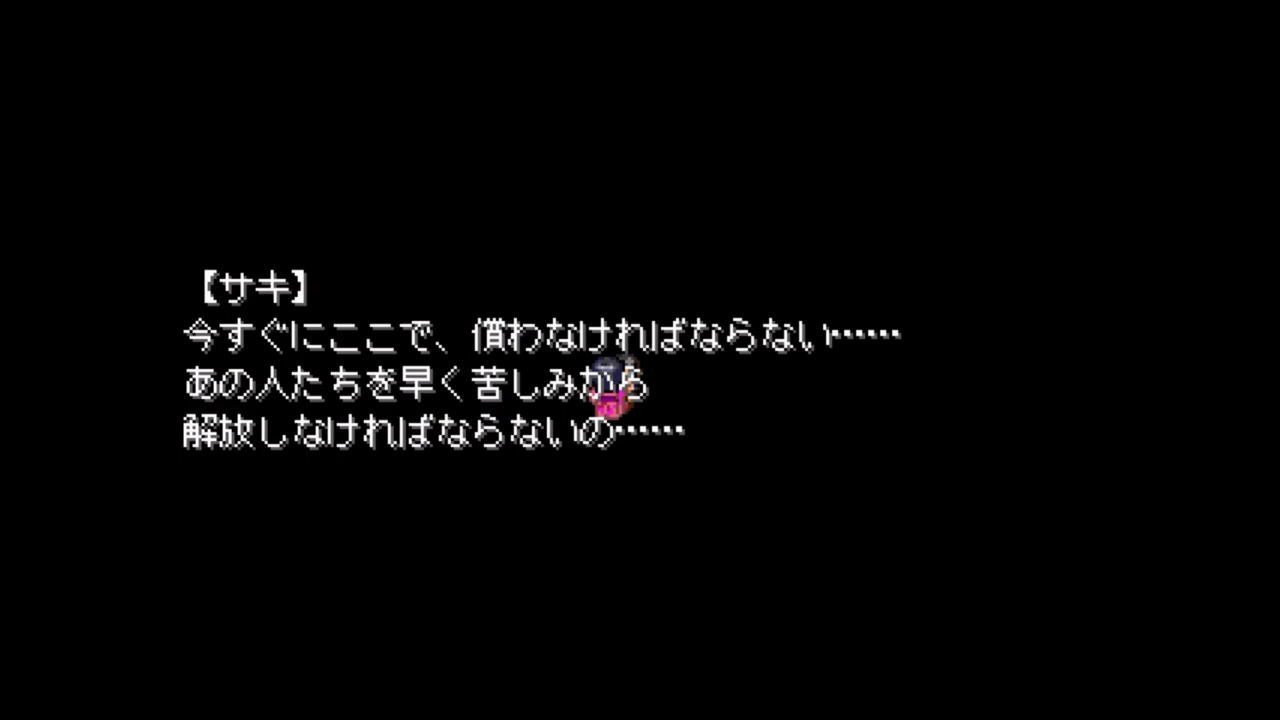 【サキ】
今すぐにここで、償わなければならない……
あの人たちを早く苦しみから
解放しなければならないの……